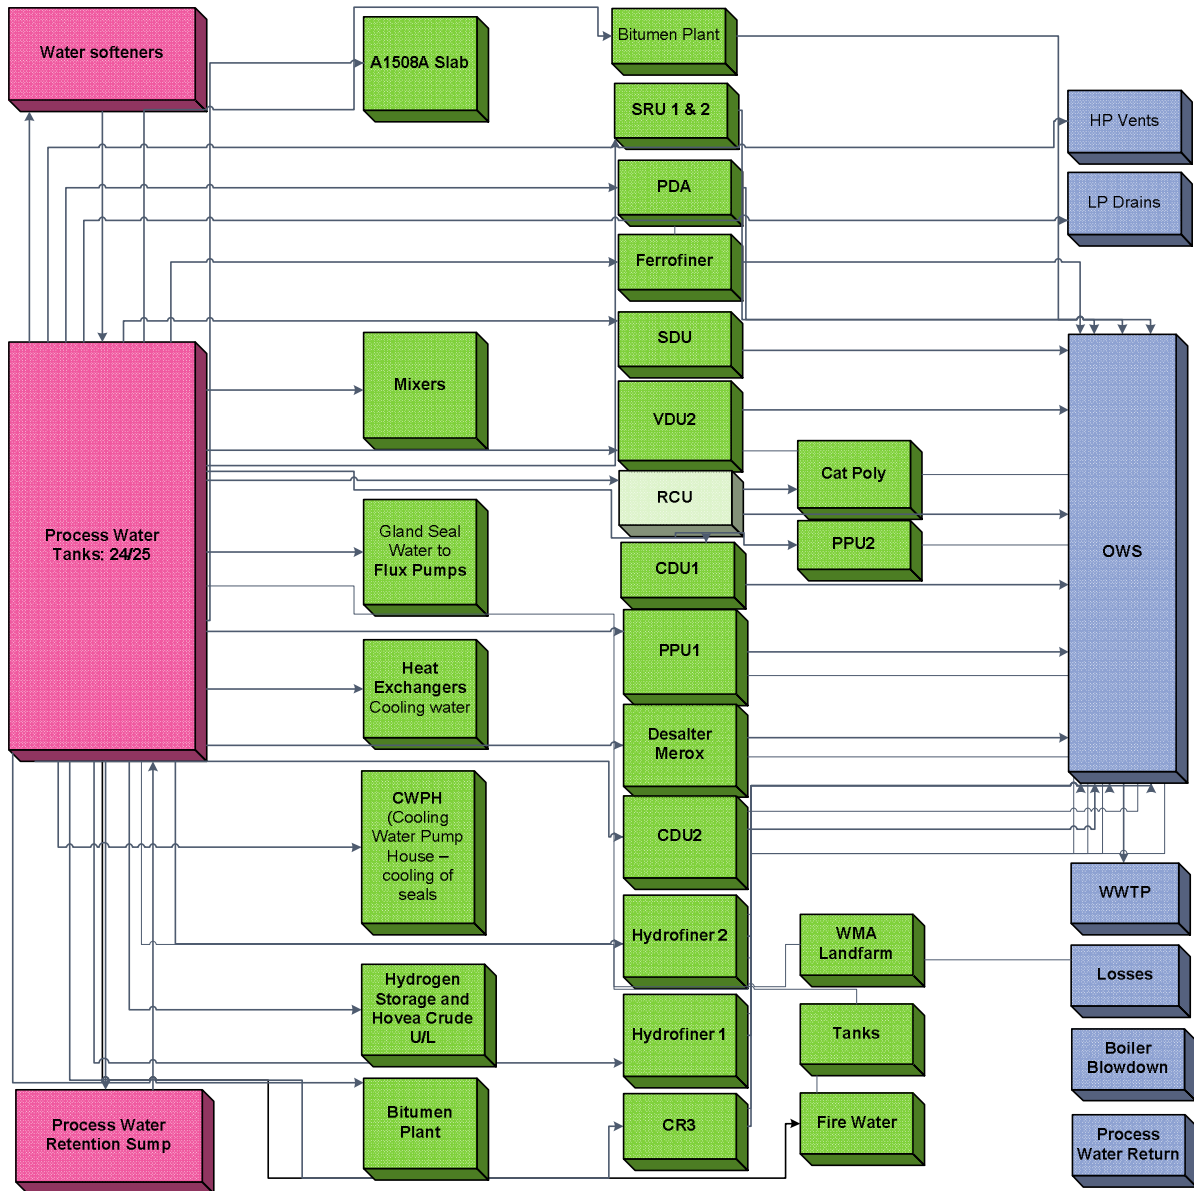 Water softeners
A1508A Slab
Bitumen Plant
SRU 1 & 2
HP Vents
PDA
LP Drains
Ferrofiner
SDU
Mixers
VDU2
Cat Poly
RCU
Process Water
Tanks: 24/25
Gland Seal
Water to
Flux Pumps
PPU2
OWS
CDU1
PPU1
Heat
Exchangers
Cooling water
Desalter
Merox
CWPH
(Cooling
Water Pump
House –
cooling of
seals
CDU2
WWTP
Hydrofiner 2
WMA
Landfarm
Losses
Hydrogen
Storage and
Hovea Crude
U/L
Hydrofiner 1
Tanks
Boiler
Blowdown
Process Water
Retention Sump
Bitumen
Plant
CR3
Fire Water
Process
Water Return